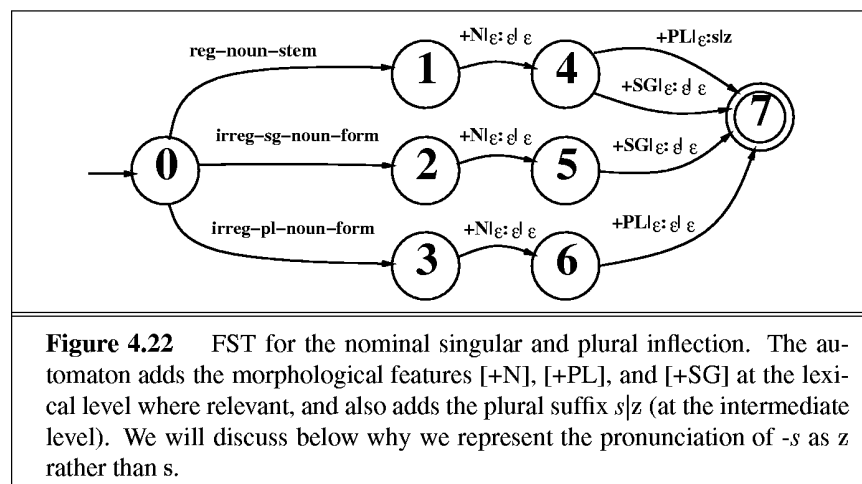 reg–noun–stem
+N|ε: ε| ε
+PL|ε:s|z
1
4
+SG|ε: ε| ε
7
irreg–sg–noun–form
+N|ε: ε| ε
+SG|ε: ε| ε
0
2
5
irreg–pl–noun–form
+N|ε: ε| ε
+PL|ε: ε| ε
3
6
Figure 4.22 FST for the nominal singular and plural inflection. The au-
tomaton adds the morphological features [+N], [+PL], and [+SG] at the lexi-
cal level where relevant, and also adds the plural suffix s|z (at the intermediate
level). We will discuss below why we represent the pronunciation of -s as z
rather than s.